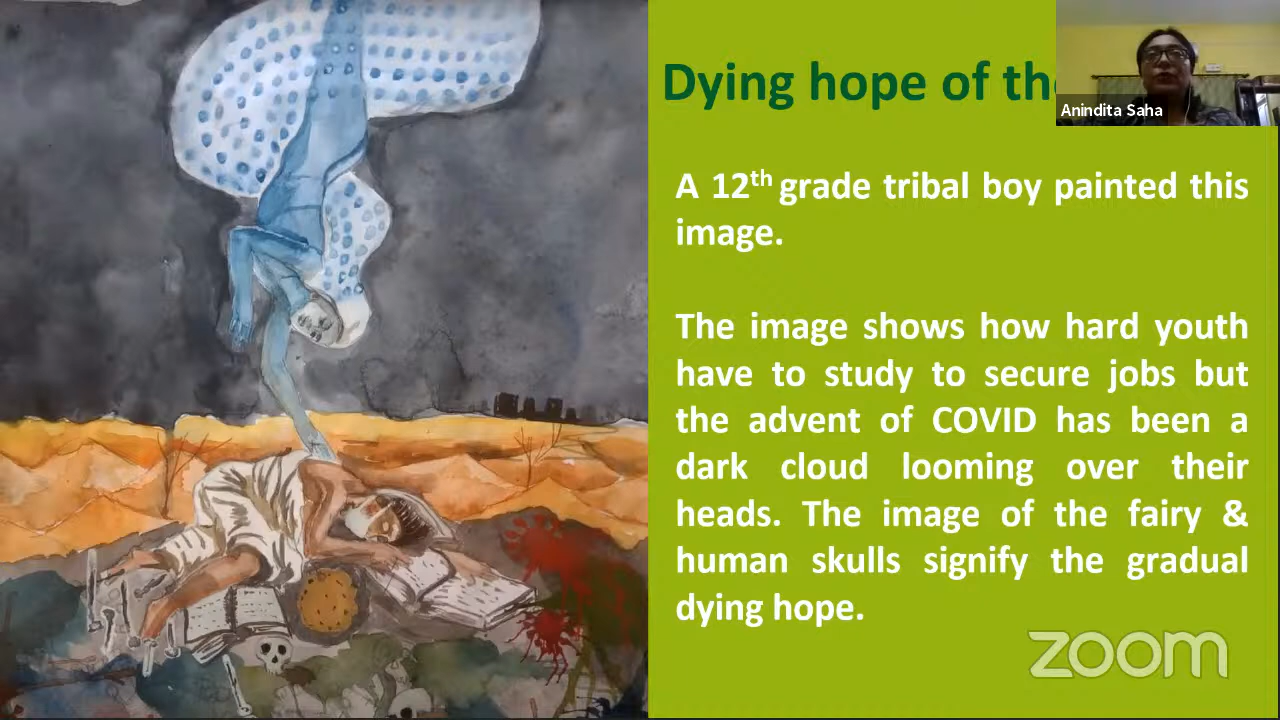 Dying hope of the
Anindita Saha
A 12th grade tribal boy painted this
image.
The image shows how hard youth
have to study to secure jobs but
the advent of COVID has been a
dark cloud looming over their
heads. The image of the fairy &
human skulls signify the gradual
dying hope.
zoom